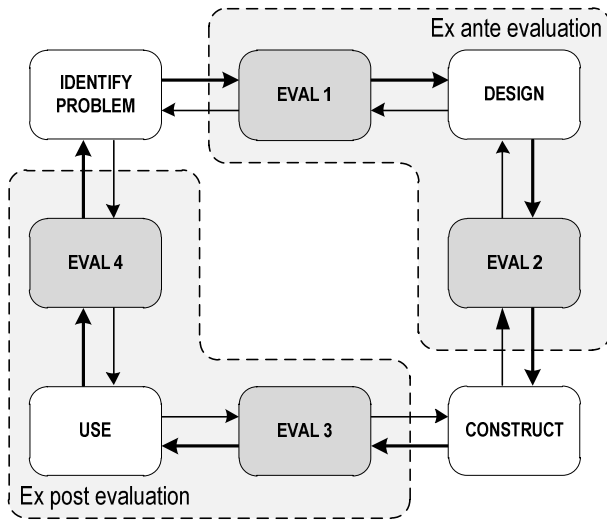 Ex ante evaluation
IDENTIFY
PROBLEM
EVAL 1
DESIGN
EVAL 4
EVAL 2
USE
EVAL 3
CONSTRUCT
Ex post evaluation